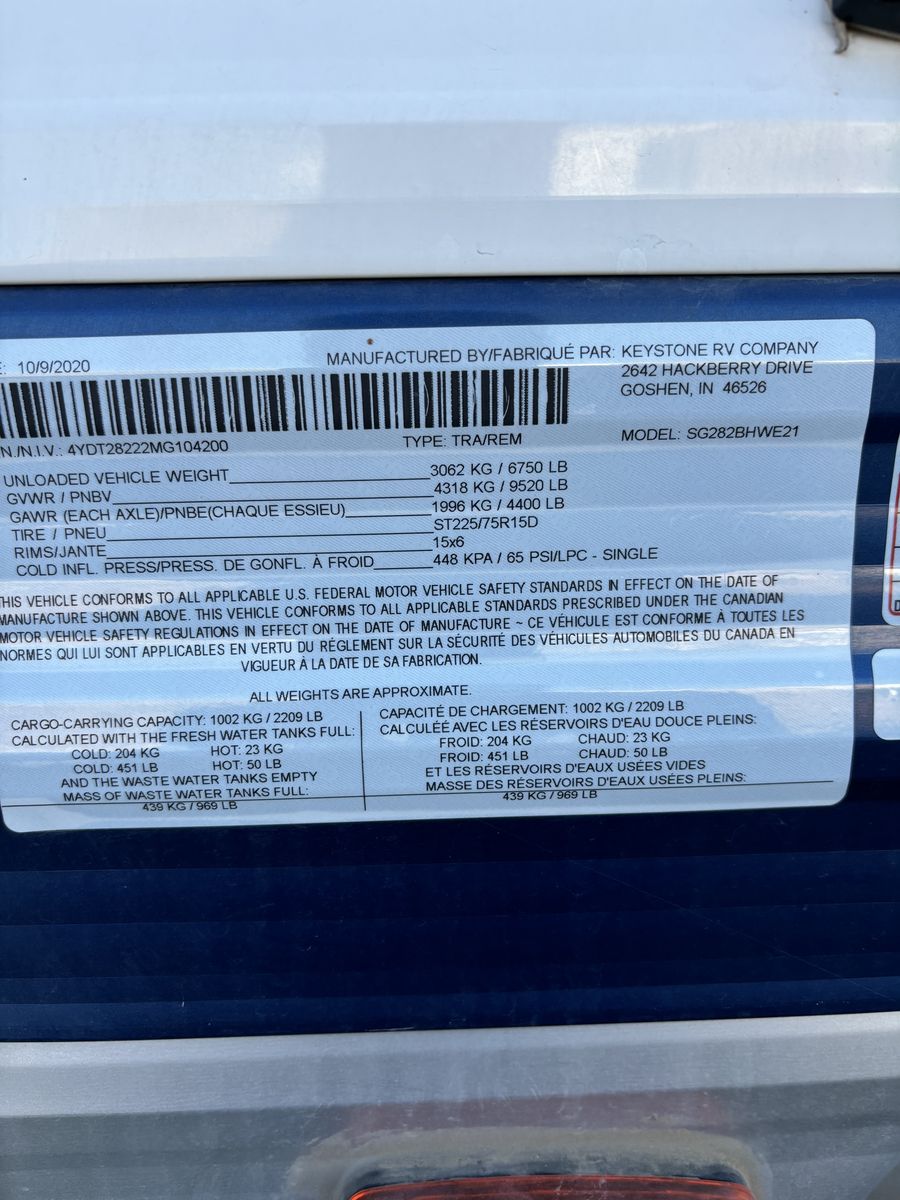 E: 10/9/2020
MANUFACTURED BY/FABRIQUÉ PAR: KEYSTONE RV COMPANY
2642 HACKBERRY DRIVE
GOSHEN, IN 46526
N./N.I.V.: 4YDT28222MG104200
TYPE: TRA/REM
MODEL: SG282BHWE21
UNLOADED VEHICLE WEIGHT 3062 KG / 6750 LB
GVWR / PNBV 4318 KG / 9520 LB
GAWR (EACH AXLE)/PNBE(CHAQUE ESSIEU) 1996 KG / 4400 LB
TIRE / PNEU ST225/75R15D
RIMS/JANTE 15x6
COLD INFL. PRESS/PRESS. DE GONFL. À FROID 448 KPA / 65 PSI/LPC - SINGLE
THIS VEHICLE CONFORMS TO ALL APPLICABLE U.S. FEDERAL MOTOR VEHICLE SAFETY STANDARDS IN EFFECT ON THE DATE OF
MANUFACTURE SHOWN ABOVE. THIS VEHICLE CONFORMS TO ALL APPLICABLE STANDARDS PRESCRIBED UNDER THE CANADIAN
MOTOR VEHICLE SAFETY REGULATIONS IN EFFECT ON THE DATE OF MANUFACTURE ~ CE VÉHICULE EST CONFORME À TOUTES LES
NORMES QUI LUI SONT APPLICABLES EN VERTU DU RÉGLEMENT SUR LA SÉCURITÉ DES VÉHICULES AUTOMOBILES DU CANADA EN
VIGUEUR À LA DATE DE SA FABRICATION.
ALL WEIGHTS ARE APPROXIMATE.
CARGO-CARRYING CAPACITY: 1002 KG / 2209 LB
CALCULATED WITH THE FRESH WATER TANKS FULL:
COLD: 204 KG HOT: 23 KG
COLD: 451 LB HOT: 50 LB
AND THE WASTE WATER TANKS EMPTY
MASS OF WASTE WATER TANKS FULL:
439 KG / 969 LB
CAPACITÉ DE CHARGEMENT: 1002 KG / 2209 LB
CALCULÉE AVEC LES RÉSERVOIRS D'EAU DOUCE PLEINS:
FROID: 204 KG CHAUD: 23 KG
FROID: 451 LB CHAUD: 50 LB
ET LES RÉSERVOIRS D'EAUX USÉES VIDES
MASSE DES RÉSERVOIRS D'EAUX USÉES PLEINS:
439 KG / 969 LB
D